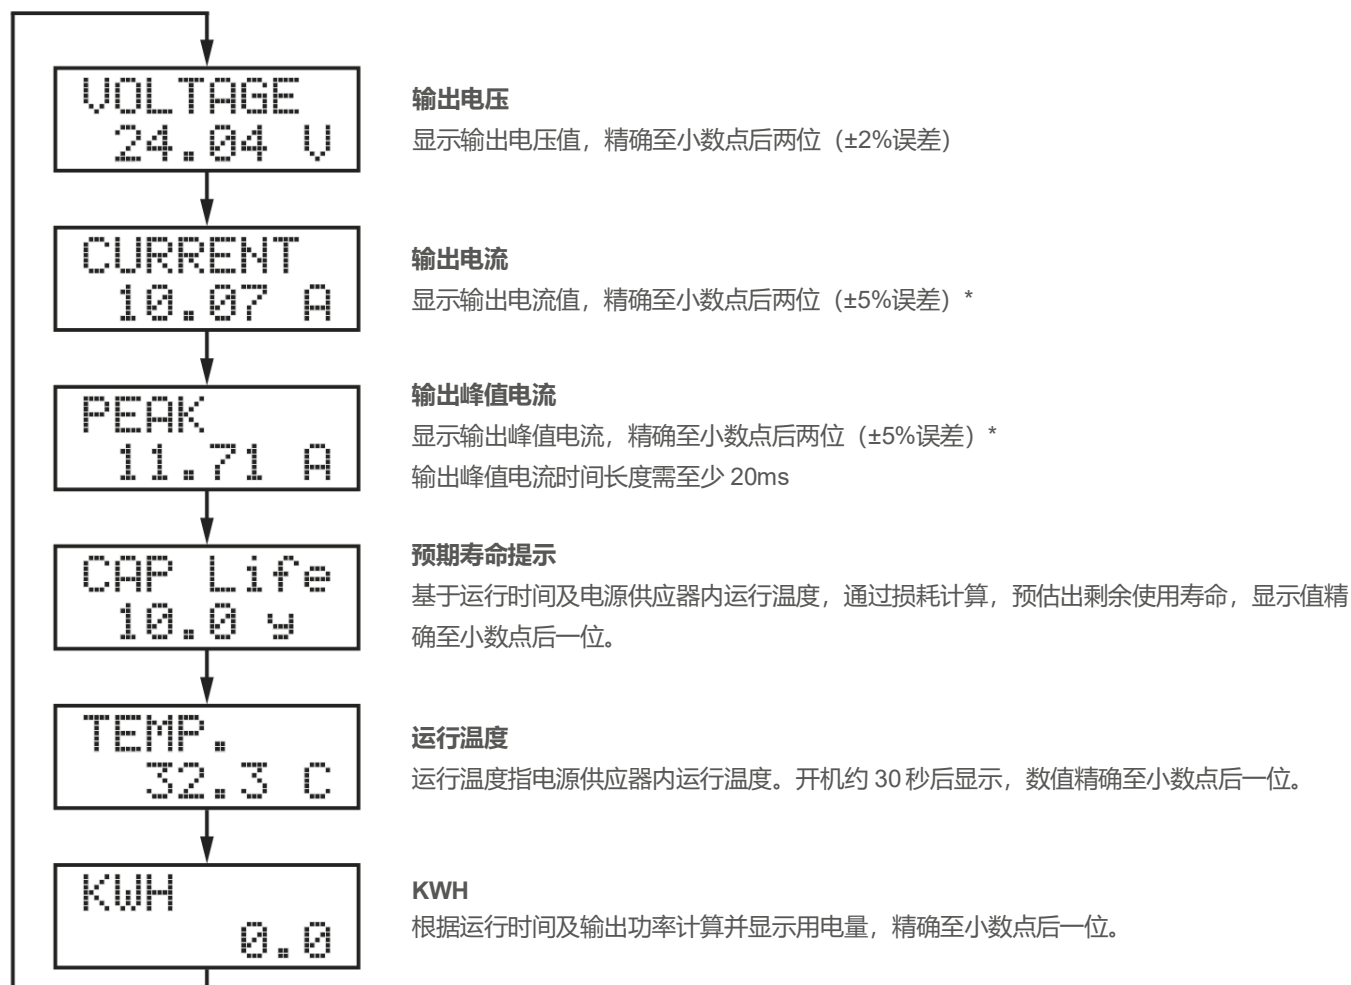 VOLTAGE
24.04 V
输出电压
显示输出电压值，精确至小数点后两位（±2%误差）
CURRENT
10.07 A
输出电流
显示输出电流值，精确至小数点后两位（±5%误差）*
PEAK
11.71 A
输出峰值电流
显示输出峰值电流，精确至小数点后两位（±5%误差）*
输出峰值电流时间长度需至少 20ms
CAP Life
10.0 y
预期寿命提示
基于运行时间及电源供应器内运行温度，通过损耗计算，预估出剩余使用寿命，显示值精
确至小数点后一位。
TEMP.
32.3 C
运行温度
运行温度指电源供应器内运行温度。开机约 30 秒后显示，数值精确至小数点后一位。
KWH
0.0
KWH
根据运行时间及输出功率计算并显示用电量，精确至小数点后一位。